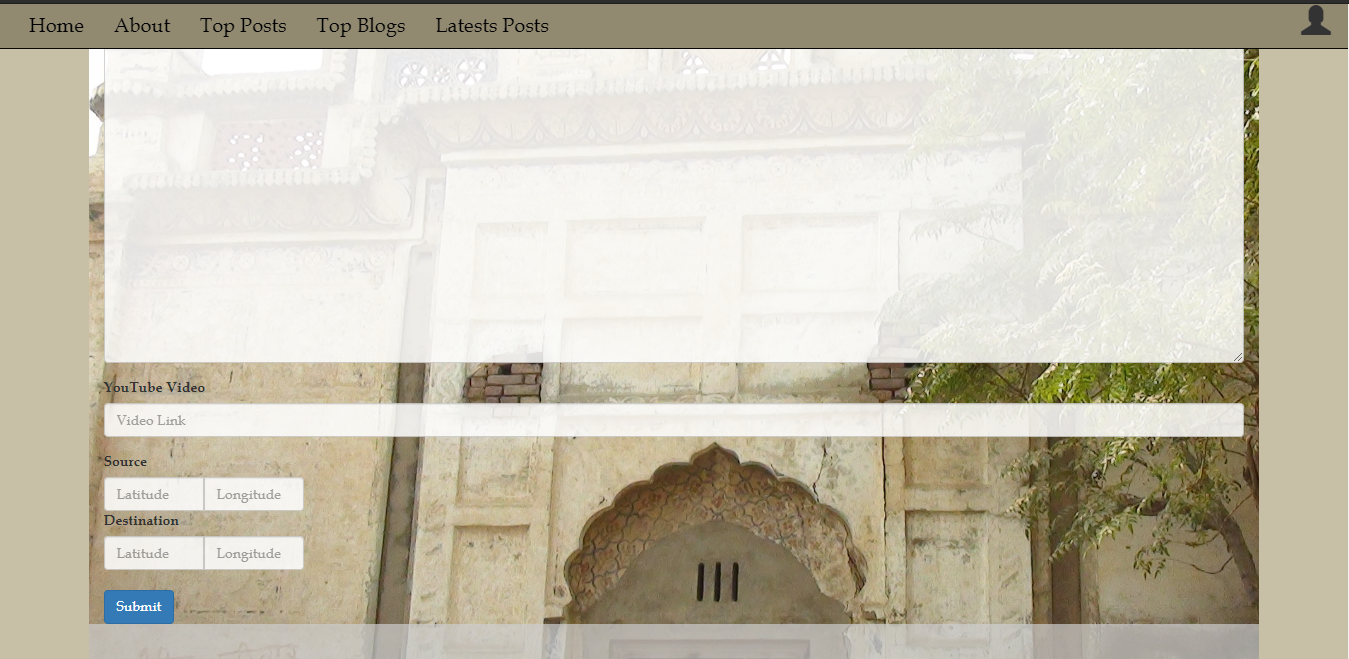 Home About Top Posts Top Blogs Latests Posts
YouTube Video
Video Link
Source
Latitude Longitude
Destination
Latitude Longitude
Submit